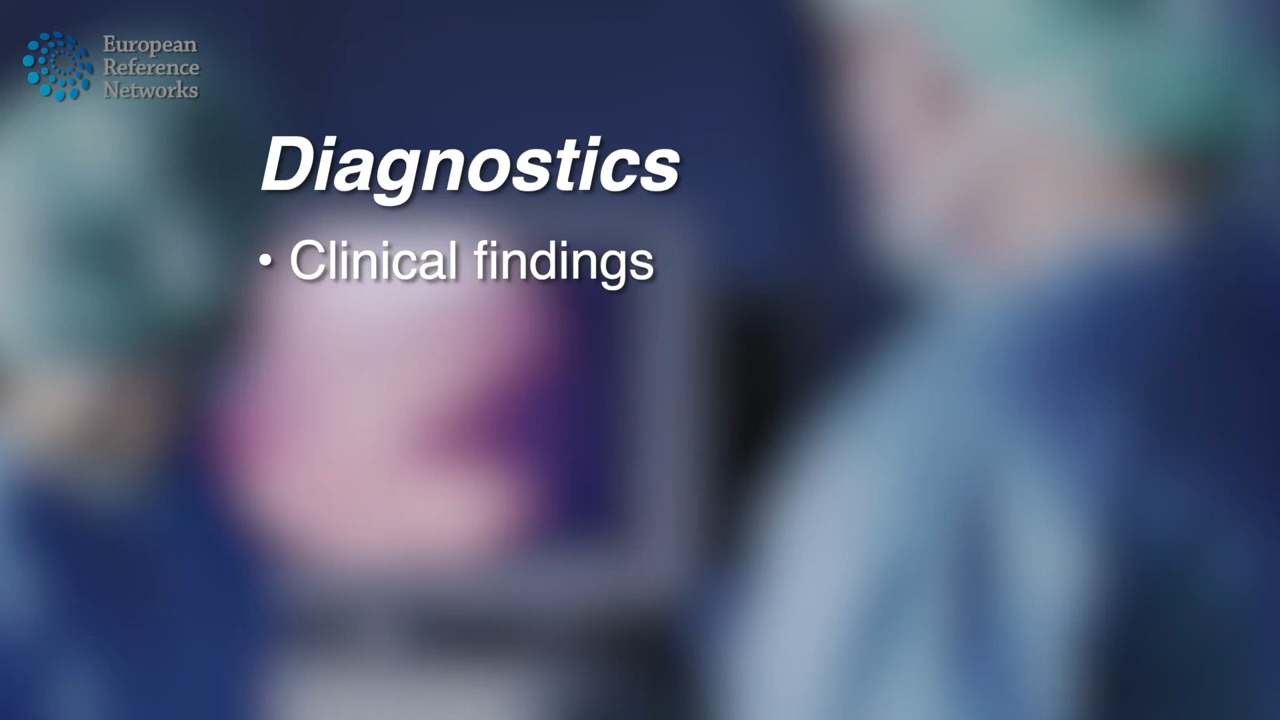 European
Reference
Networks
Diagnostics
• Clinical findings